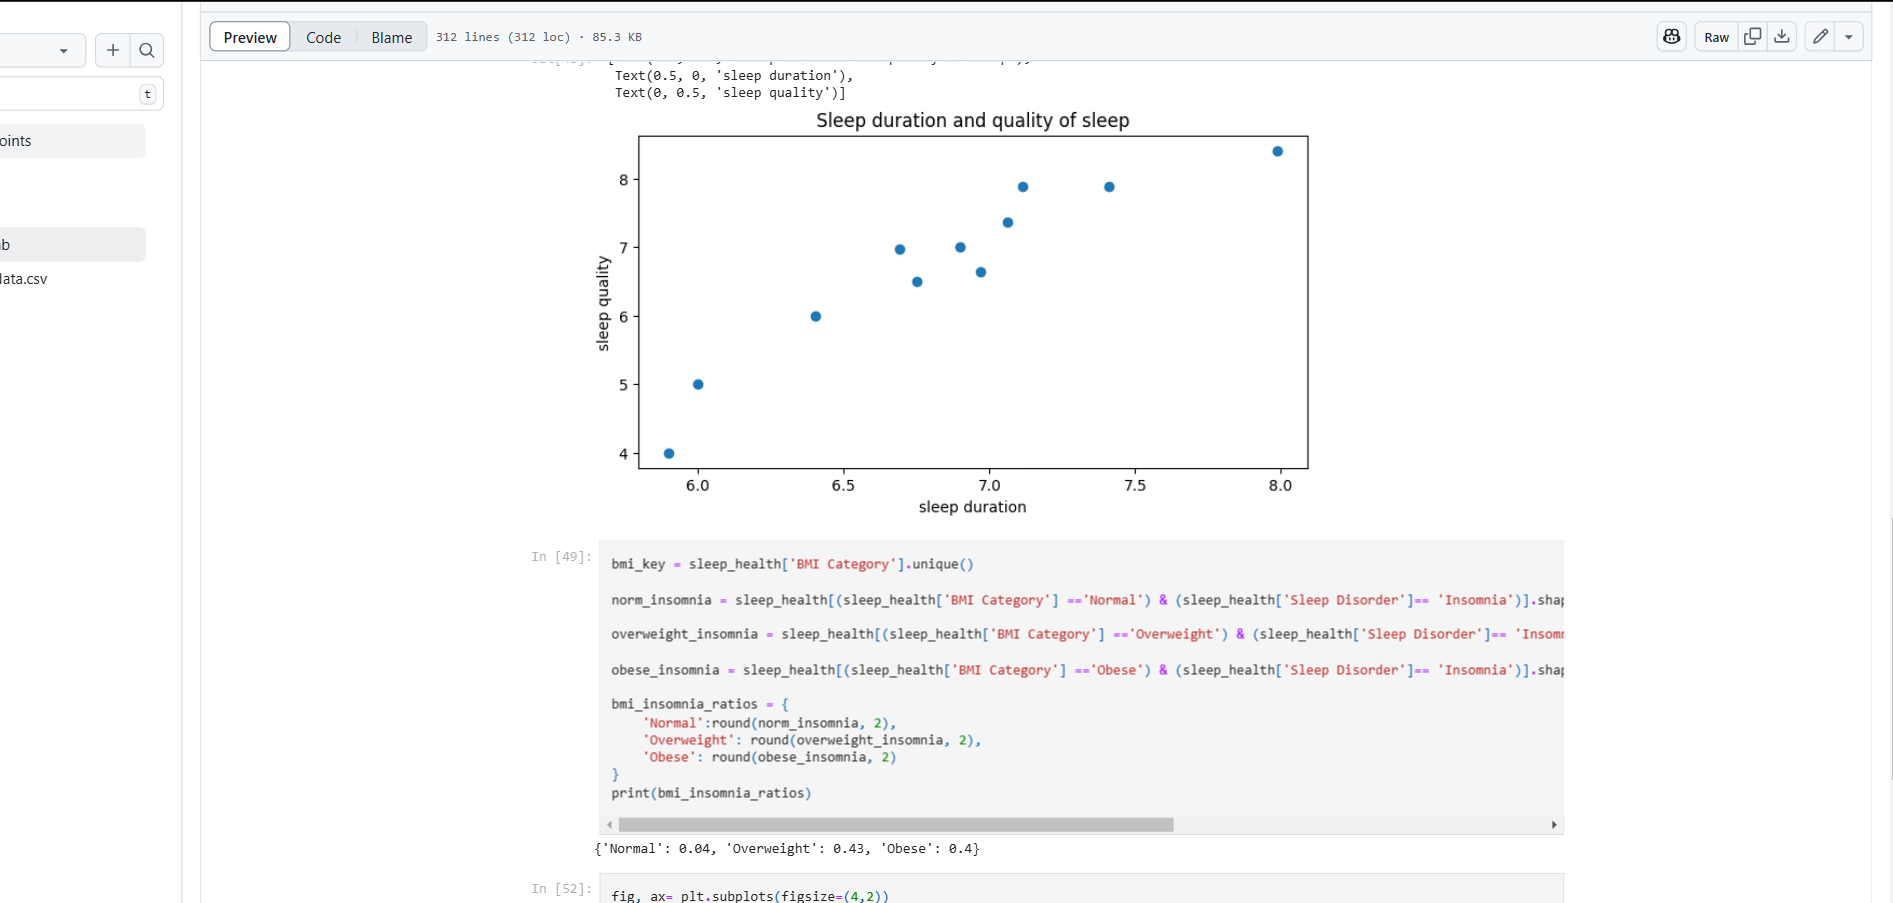 Preview Code Blame 312 lines (312 loc) · 85.3 KB Raw
t
oints
ab
data.csv
Text(0.5, 0, 'sleep duration'),
Text(0, 0.5, 'sleep quality')]
Sleep duration and quality of sleep
8
7
6
5
4
sleep quality
6.0 6.5 7.0 7.5 8.0
sleep duration
In [49]:
bmi_key = sleep_health['BMI Category'].unique()
norm_insomnia = sleep_health[(sleep_health['BMI Category'] =='Normal') & (sleep_health['Sleep Disorder']== 'Insomnia')].shap
overweight_insomnia = sleep_health[(sleep_health['BMI Category'] =='Overweight') & (sleep_health['Sleep Disorder']== 'Insomn
obese_insomnia = sleep_health[(sleep_health['BMI Category'] =='Obese') & (sleep_health['Sleep Disorder']== 'Insomnia')].shap
bmi_insomnia_ratios = {
'Normal':round(norm_insomnia, 2),
'Overweight': round(overweight_insomnia, 2),
'Obese': round(obese_insomnia, 2)
}
print(bmi_insomnia_ratios)
{'Normal': 0.04, 'Overweight': 0.43, 'Obese': 0.4}
In [52]:
fig, ax= plt.subplots(figsize=(4,2))